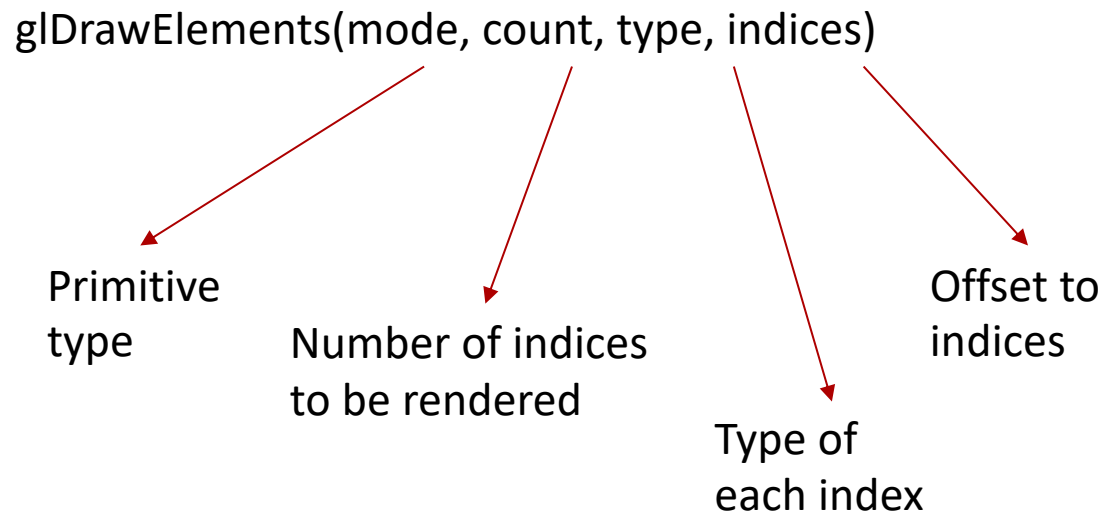 glDrawElements(mode, count, type, indices)
Primitive
type
Number of indices
to be rendered
Type of
each index
Offset to
indices